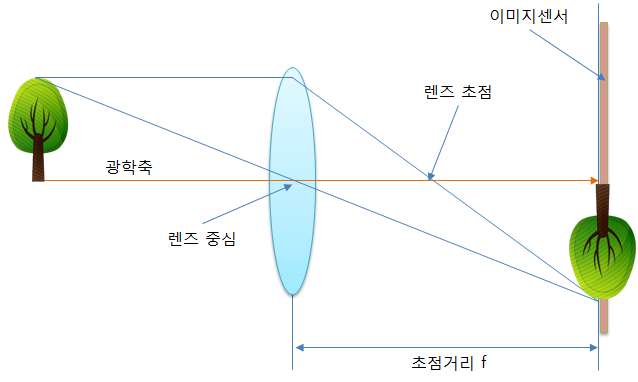 이미지센서
렌즈 초점
광학축
렌즈 중심
초점거리 f